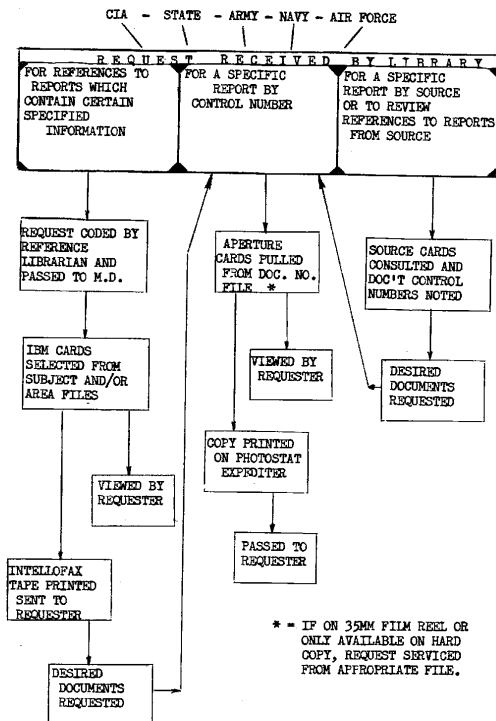 CIA - STATE - ARMY - NAVY - AIR FORCE
REQUEST RECEIVED BY LIBRARY
FOR REFERENCES TO
REPORTS WHICH
CONTAIN CERTAIN
SPECIFIED
INFORMATION
FOR A SPECIFIC
REPORT BY
CONTROL NUMBER
FOR A SPECIFIC
REPORT BY SOURCE
OR TO REVIEW
REFERENCES TO REPORTS
FROM SOURCE
REQUEST CODED BY
REFERENCE
LIBRARIAN AND
PASSED TO M.D.
APERTURE
CARDS PULLED
FROM DOC. NO.
FILE *
SOURCE CARDS
CONSULTED AND
DOC'T CONTROL
NUMBERS NOTED
IBM CARDS
SELECTED FROM
SUBJECT AND/OR
AREA FILES
VIEWED BY
REQUESTER
DESIRED
DOCUMENTS
REQUESTED
COPY PRINTED
ON PHOTOSTAT
EXPEDITER
VIEWED BY
REQUESTER
PASSED TO
REQUESTER
INTELLOFAX
TAPE PRINTED
SENT TO
REQUESTER
DESIRED
DOCUMENTS
REQUESTED
* = IF ON 35MM FILM REEL OR
ONLY AVAILABLE ON HARD
COPY, REQUEST SERVICED
FROM APPROPRIATE FILE.